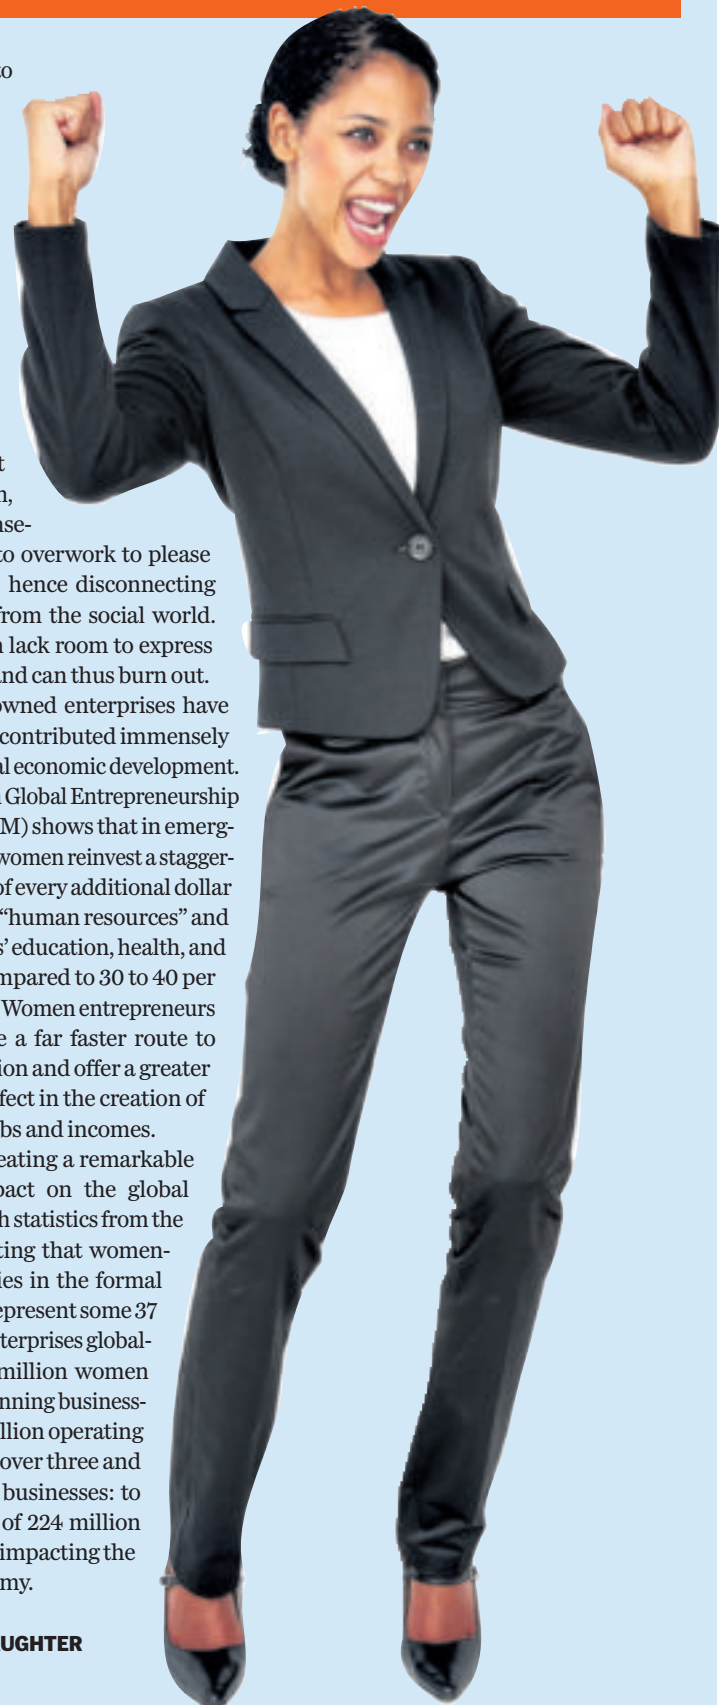 to
t
n,
nse-
to overwork to please
hence disconnecting
from the social world.
n lack room to express
and can thus burn out.
owned enterprises have
contributed immensely
al economic development.
n Global Entrepreneurship
M) shows that in emerg-
women reinvest a stagger-
of every additional dollar
“human resources” and
s’ education, health, and
mpared to 30 to 40 per
Women entrepreneurs
e a far faster route to
ion and offer a greater
fect in the creation of
bs and incomes.
eating a remarkable
pact on the global
h statistics from the
ting that women-
ies in the formal
epresent some 37
terprises global-
million women
nning business-
llion operating
over three and
businesses: to
of 224 million
impacting the
my.
UGHTER